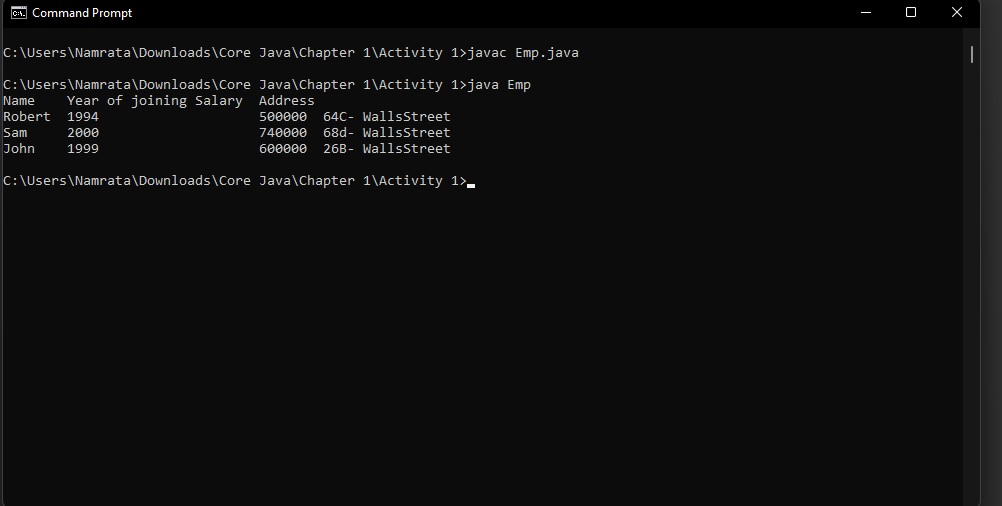 Command Prompt
C:\Users\Namrata\Downloads\Core Java\Chapter 1\Activity 1>javac Emp.java
C:\Users\Namrata\Downloads\Core Java\Chapter 1\Activity 1>java Emp
Name    Year of joining Salary  Address
Robert  1994                    500000  64C- WallsStreet
Sam     2000                    740000  68d- WallsStreet
John    1999                    600000  26B- WallsStreet
C:\Users\Namrata\Downloads\Core Java\Chapter 1\Activity 1>